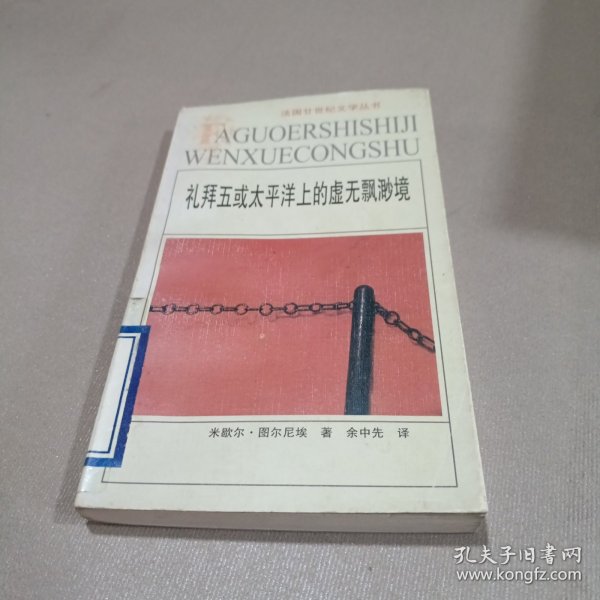 法国廿世纪文学丛书
FAGUOERSHISHIJI
WENXUECONGSHU
礼拜五或太平洋上的虚无飘渺境
米歇尔·图尔尼埃 著 余中先 译
孔夫子旧书网
www.kongfz.com